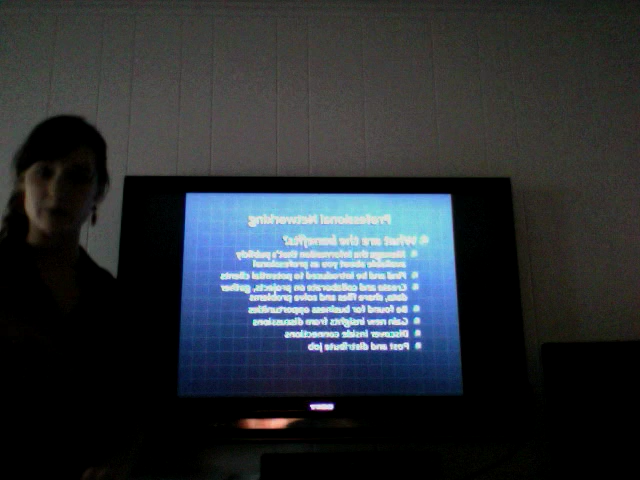 Professional Networking
What are the benefits?
Manage the information that's publicly
available about you as professional
Find and be introduced to potential clients
Create and collaborate on projects, gather
data, share files and solve problems
Be found for business opportunities
Gain new insights from discussions
Discover inside connections
Post and distribute job
SONY